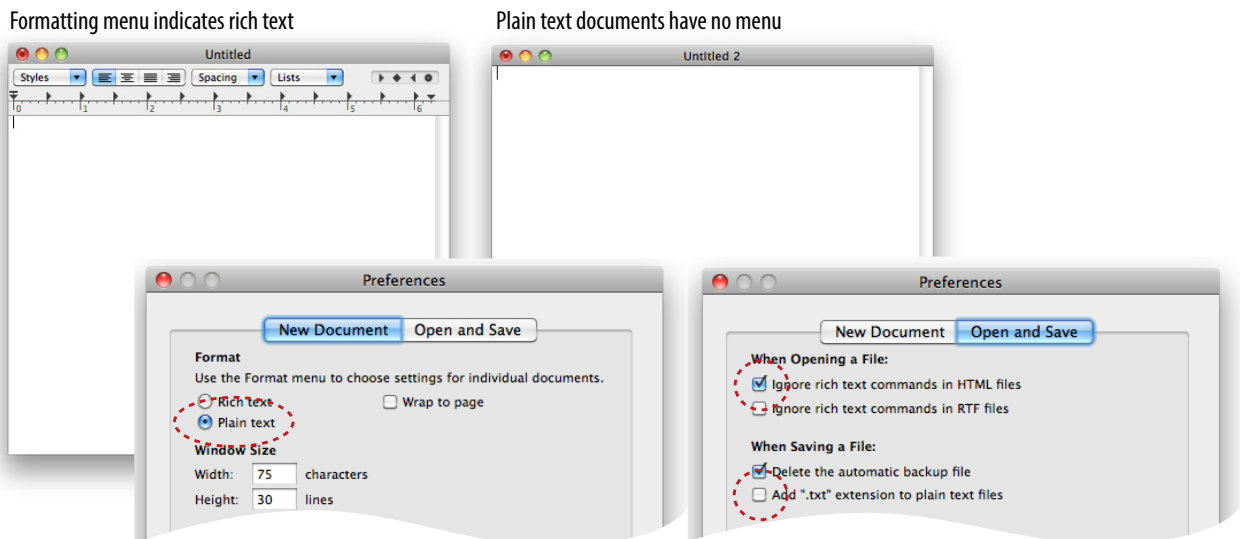 Formatting menu indicates rich text
Plain text documents have no menu
Untitled
Styles Spacing Lists
0 1 2 3 4 5 6
Untitled 2
Preferences
New Document Open and Save
Format
Use the Format menu to choose settings for individual documents.
Rich text Wrap to page
Plain text
Window Size
Width: 75 characters
Height: 30 lines
Preferences
New Document Open and Save
When Opening a File:
Ignore rich text commands in HTML files
Ignore rich text commands in RTF files
When Saving a File:
Delete the automatic backup file
Add ".txt" extension to plain text files